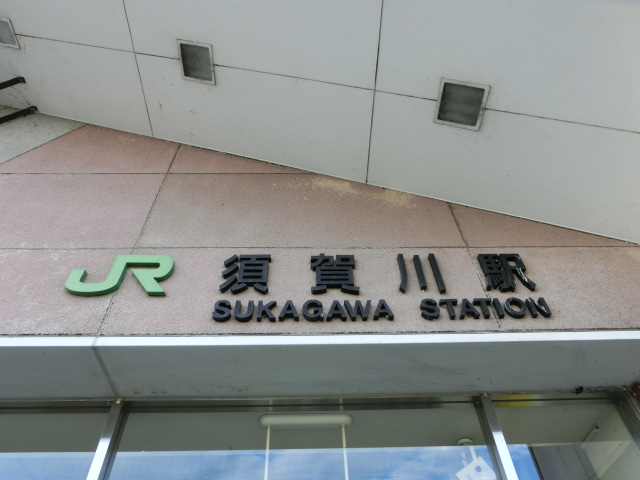 JR 須賀川駅
SUKAGAWA STATION